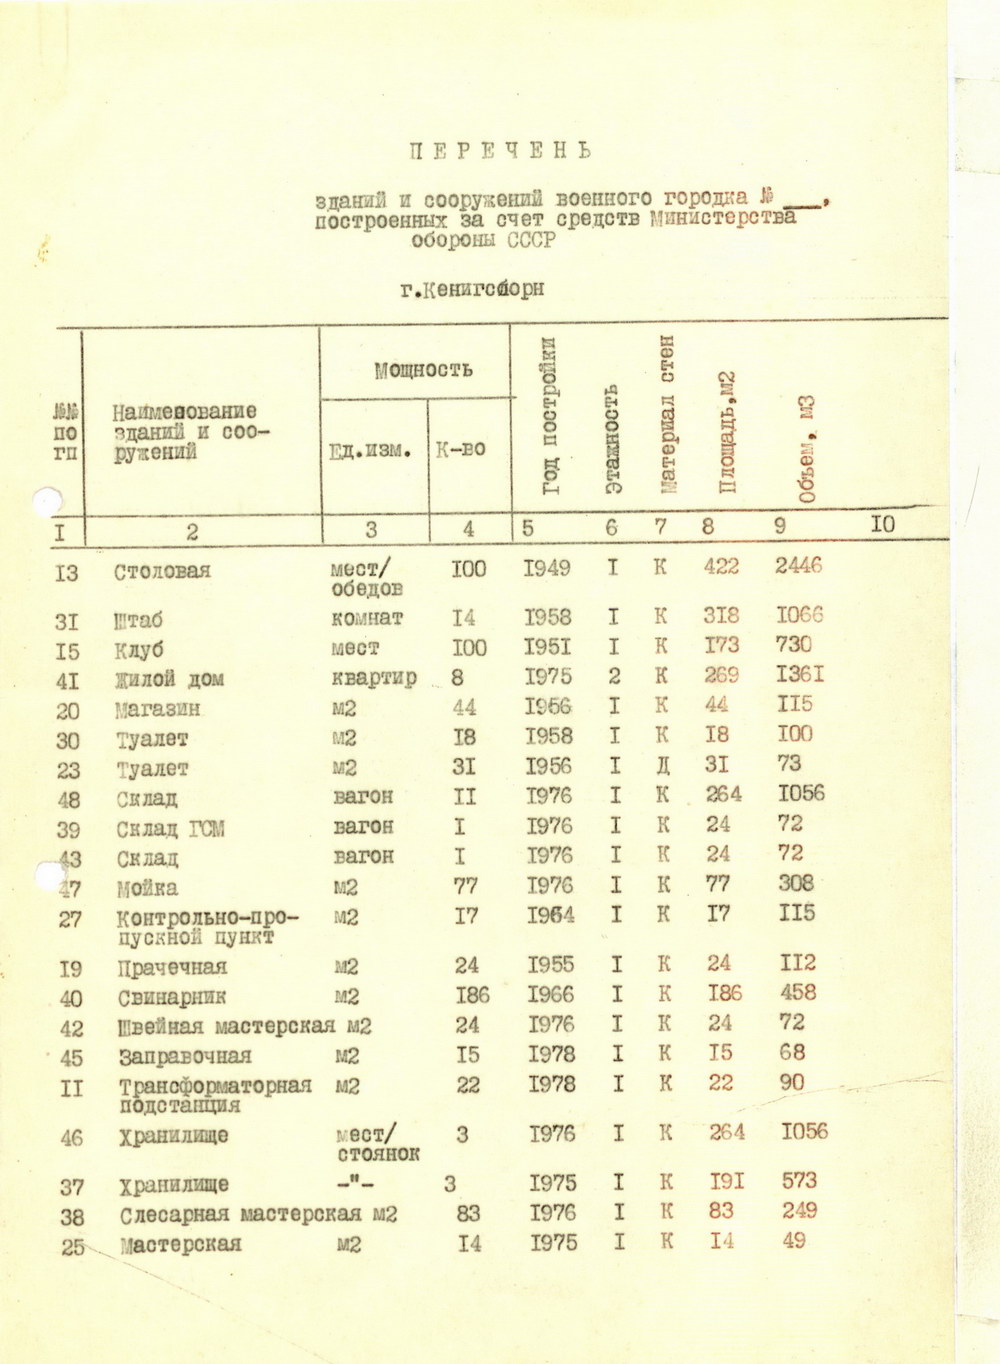 ПЕРЕЧЕНЬ
зданий и сооружений военного городка № ___,
построенных за счет средств Министерства
обороны СССР
г.Кенигсборн
№№ по гп | Наименование зданий и соо-ружений | Мощность | Год постройки | Этажность | Материал стен | Площадь,м2 | Объем, м3
Ед.изм. | К-во
I 2 3 4 5 6 7 8 9 I0
I3 Столовая мест/ I00 I949 I К 422 2446
обедов
3I Штаб комнат I4 I958 I К 3I8 I066
I5 Клуб мест I00 I95I I К I73 730
4I Жилой дом квартир 8 I975 2 К 269 I36I
20 Магазин м2 44 I956 I К 44 II5
30 Туалет м2 I8 I958 I К I8 I00
23 Туалет м2 3I I956 I Д 3I 73
48 Склад вагон II I976 I К 264 I056
39 Склад ГСМ вагон I I976 I К 24 72
43 Склад вагон I I976 I К 24 72
47 Мойка м2 77 I976 I К 77 308
27 Контрольно-про- м2 I7 I964 I К I7 II5
пускной пункт
I9 Прачечная м2 24 I955 I К 24 II2
40 Свинарник м2 I86 I966 I К I86 458
42 Швейная мастерская м2 24 I976 I К 24 72
45 Заправочная м2 I5 I978 I К I5 68
II Трансформаторная м2 22 I978 I К 22 90
подстанция
46 Хранилище мест/ 3 I976 I К 264 I056
стоянок
37 Хранилище -"- 3 I975 I К I9I 573
38 Слесарная мастерская м2 83 I976 I К 83 249
25 Мастерская м2 I4 I975 I К I4 49